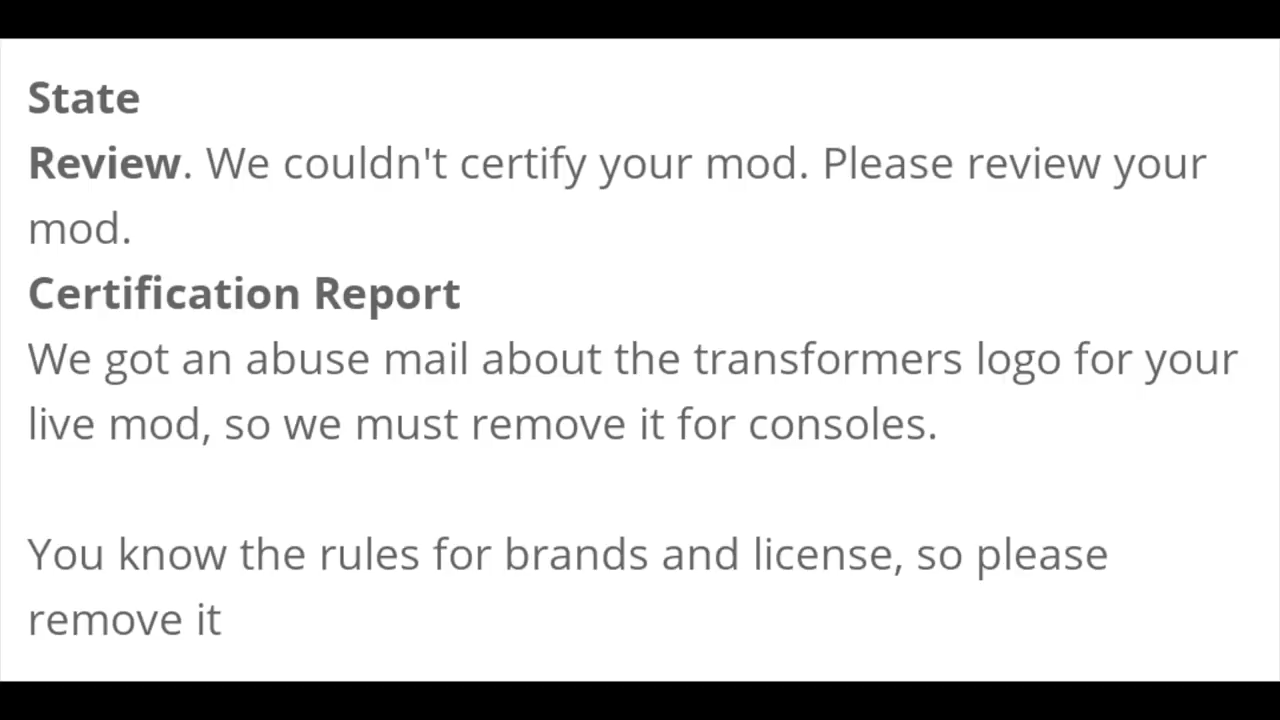 State
Review. We couldn't certify your mod. Please review your
mod.
Certification Report
We got an abuse mail about the transformers logo for your
live mod, so we must remove it for consoles.
You know the rules for brands and license, so please
remove it